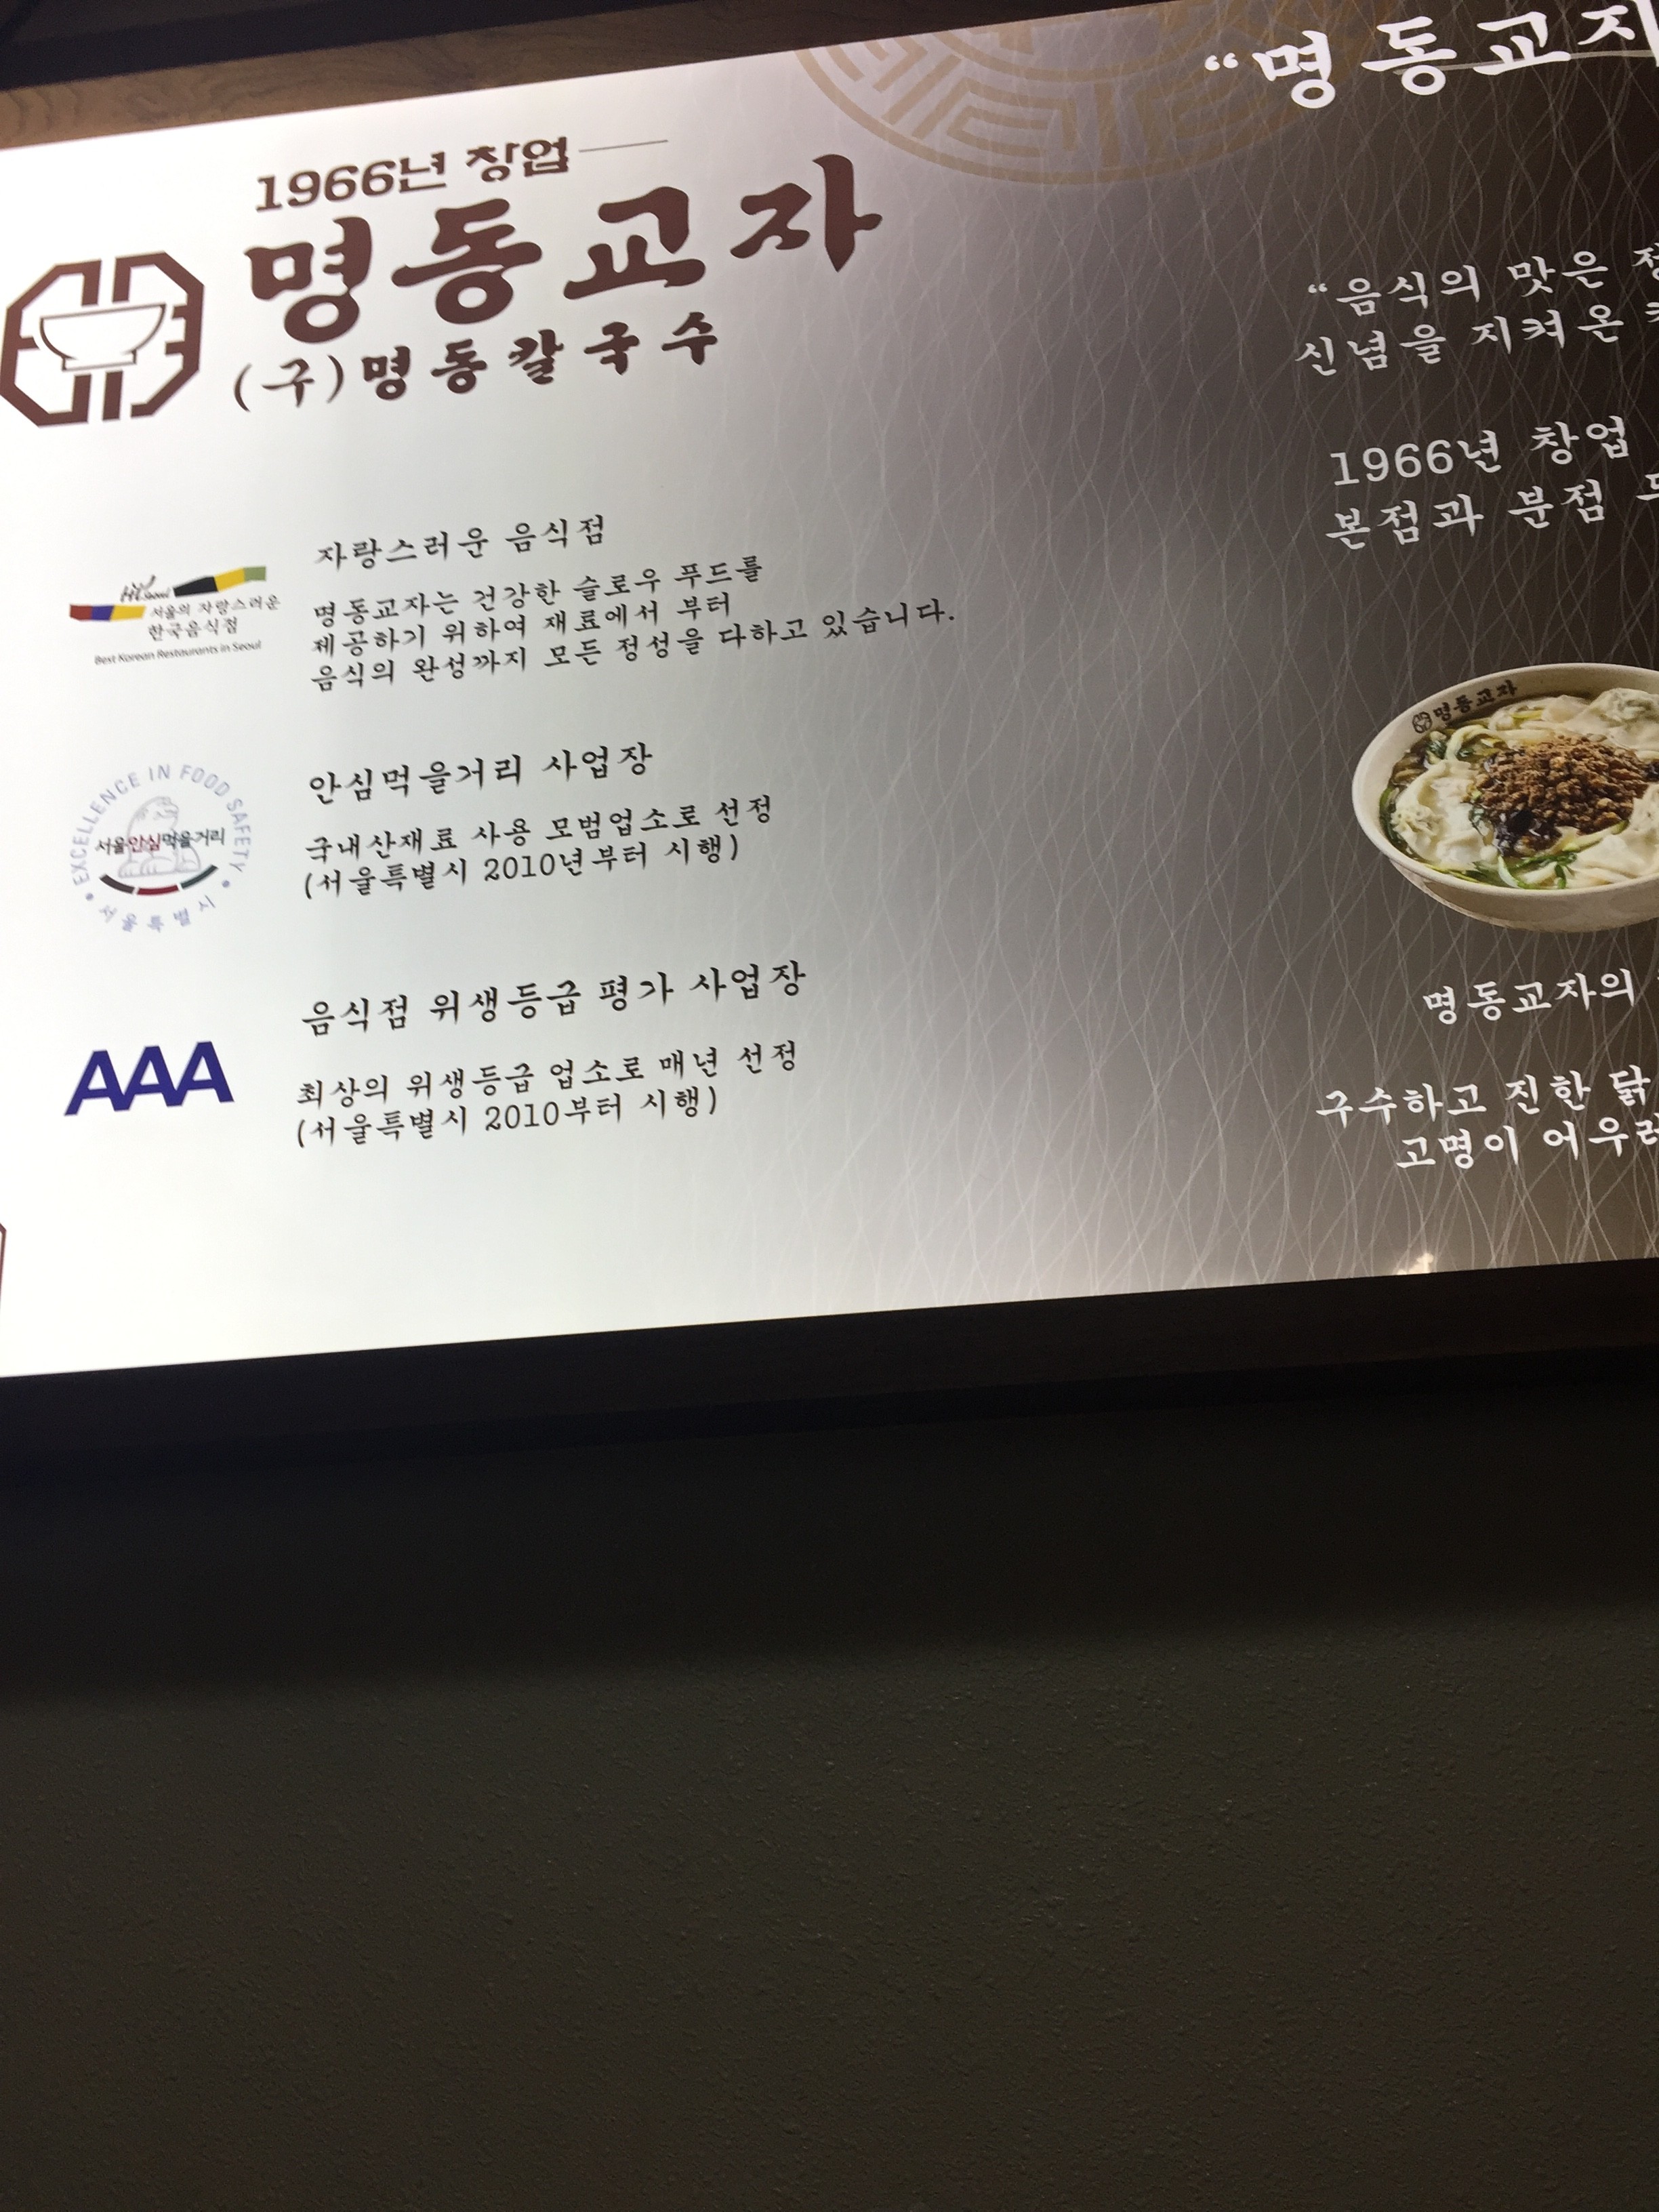 1966년 창업
명동교자
(구)명동칼국수
Hi Seoul
서울의 자랑스러운
한국음식점
Best Korean Restaurants in Seoul
자랑스러운 음식점
명동교자는 건강한 슬로우 푸드를
제공하기 위하여 재료에서 부터
음식의 완성까지 모든 정성을 다하고 있습니다.
EXCELLENCE IN FOOD SAFETY
서울안심먹을거리
서울특별시
안심먹을거리 사업장
국내산재료 사용 모범업소로 선정
(서울특별시 2010년부터 시행)
AAA
음식점 위생등급 평가 사업장
최상의 위생등급 업소로 매년 선정
(서울특별시 2010부터 시행)
“명동교자
“음식의 맛은
신념을 지켜온
1966년 창업
본점과 분점
명동교자
명동교자의
구수하고 진한 닭
고명이 어우러